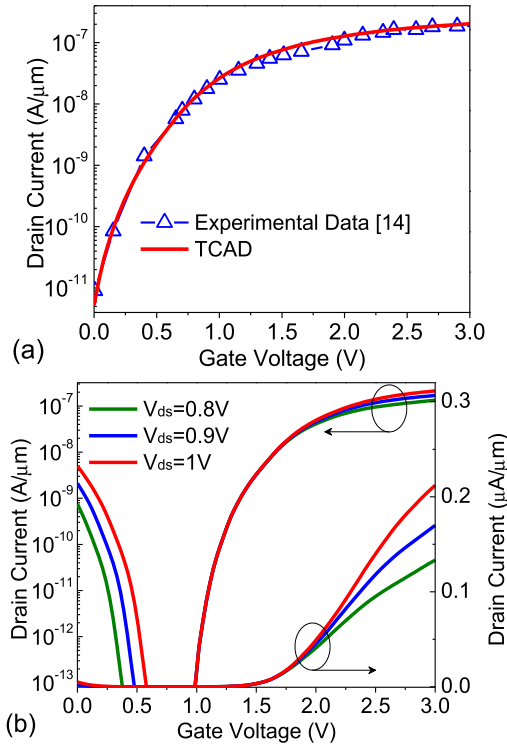 10⁻⁷
10⁻⁸
10⁻⁹
10⁻¹⁰
10⁻¹¹
Drain Current (A/μm)
Experimental Data [14]
TCAD
0.0 0.5 1.0 1.5 2.0 2.5 3.0
Gate Voltage (V)
(a)
10⁻⁷
10⁻⁸
10⁻⁹
10⁻¹⁰
10⁻¹¹
10⁻¹²
10⁻¹³
Drain Current (A/μm)
Vds=0.8V
Vds=0.9V
Vds=1V
0.3
0.2
0.1
0.0
Drain Current (μA/μm)
0.0 0.5 1.0 1.5 2.0 2.5 3.0
Gate Voltage (V)
(b)